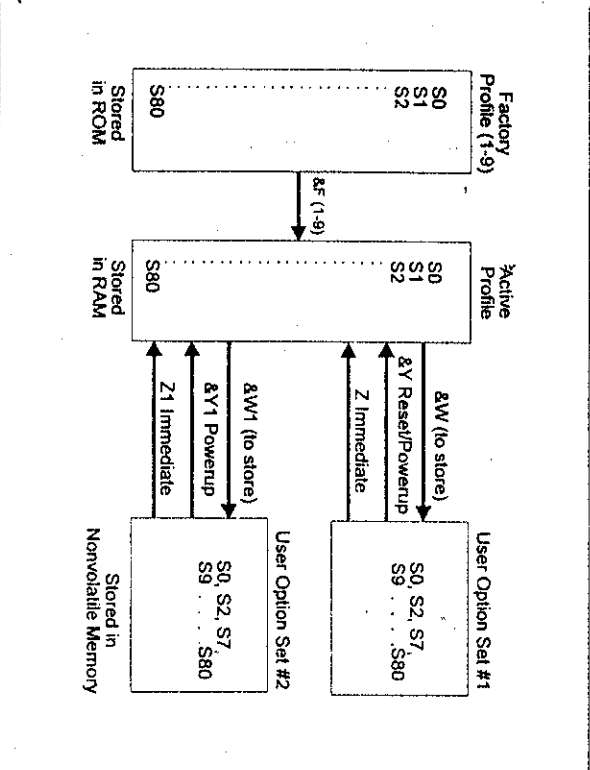 Factory
Profile (1-9)
S0
S1
S2
S80
Stored
in ROM
&F (1-9)
Active
Profile
S0
S1
S2
S80
Stored
in RAM
&W (to store)
&Y Reset/Powerup
Z Immediate
&W1 (to store)
&Y1 Powerup
Z1 Immediate
User Option Set #1
S0, S2, S7,
S9 . . . .S80
User Option Set #2
S0, S2, S7,
S9 . . . .S80
Stored in
Nonvolatile Memory